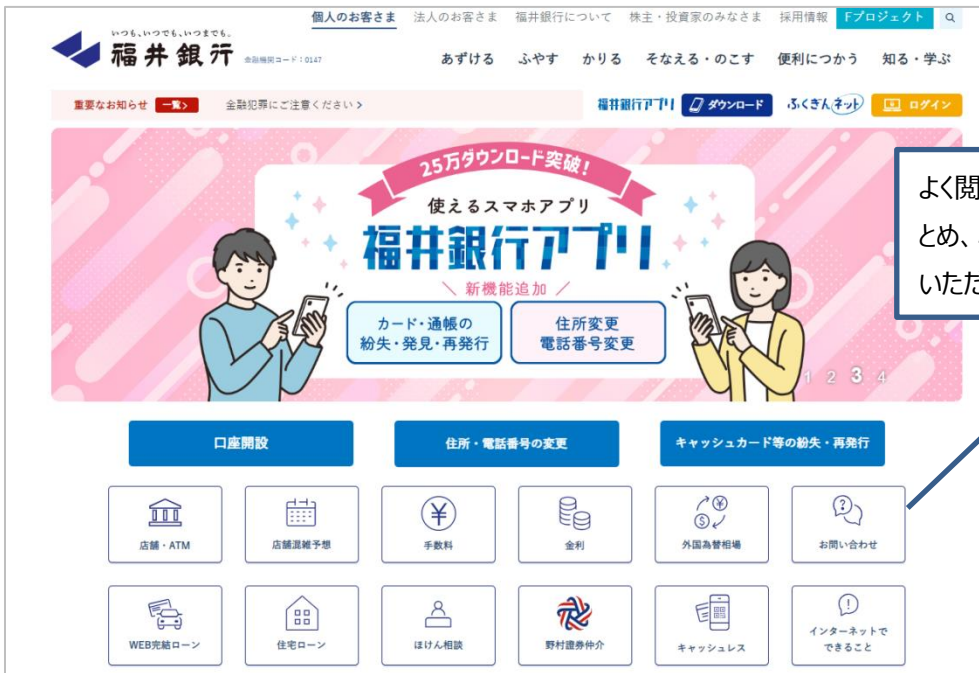 個人のお客さま 法人のお客さま 福井銀行について 株主・投資家のみなさま 採用情報 Fプロジェクト
いつも、いつでも、いつまでも。
福井銀行 金融機関コード:0147
あずける ふやす かりる そなえる・のこす 便利につかう 知る・学ぶ
重要なお知らせ 一覧> 金融犯罪にご注意ください>
福井銀行アプリ ダウンロード ふくぎんネット ログイン
25万ダウンロード突破!
使えるスマホアプリ
福井銀行アプリ
\ 新機能追加 /
カード・通帳の
紛失・発見・再発行
住所変更
電話番号変更
1 2 3 4
よく閲
とめ、
いただ
口座開設 住所・電話番号の変更 キャッシュカード等の紛失・再発行
店舗・ATM 店舗混雑予想 手数料 金利 外国為替相場 お問い合わせ
WEB完結ローン 住宅ローン ほけん相談 野村證券仲介 キャッシュレス インターネットで
できること